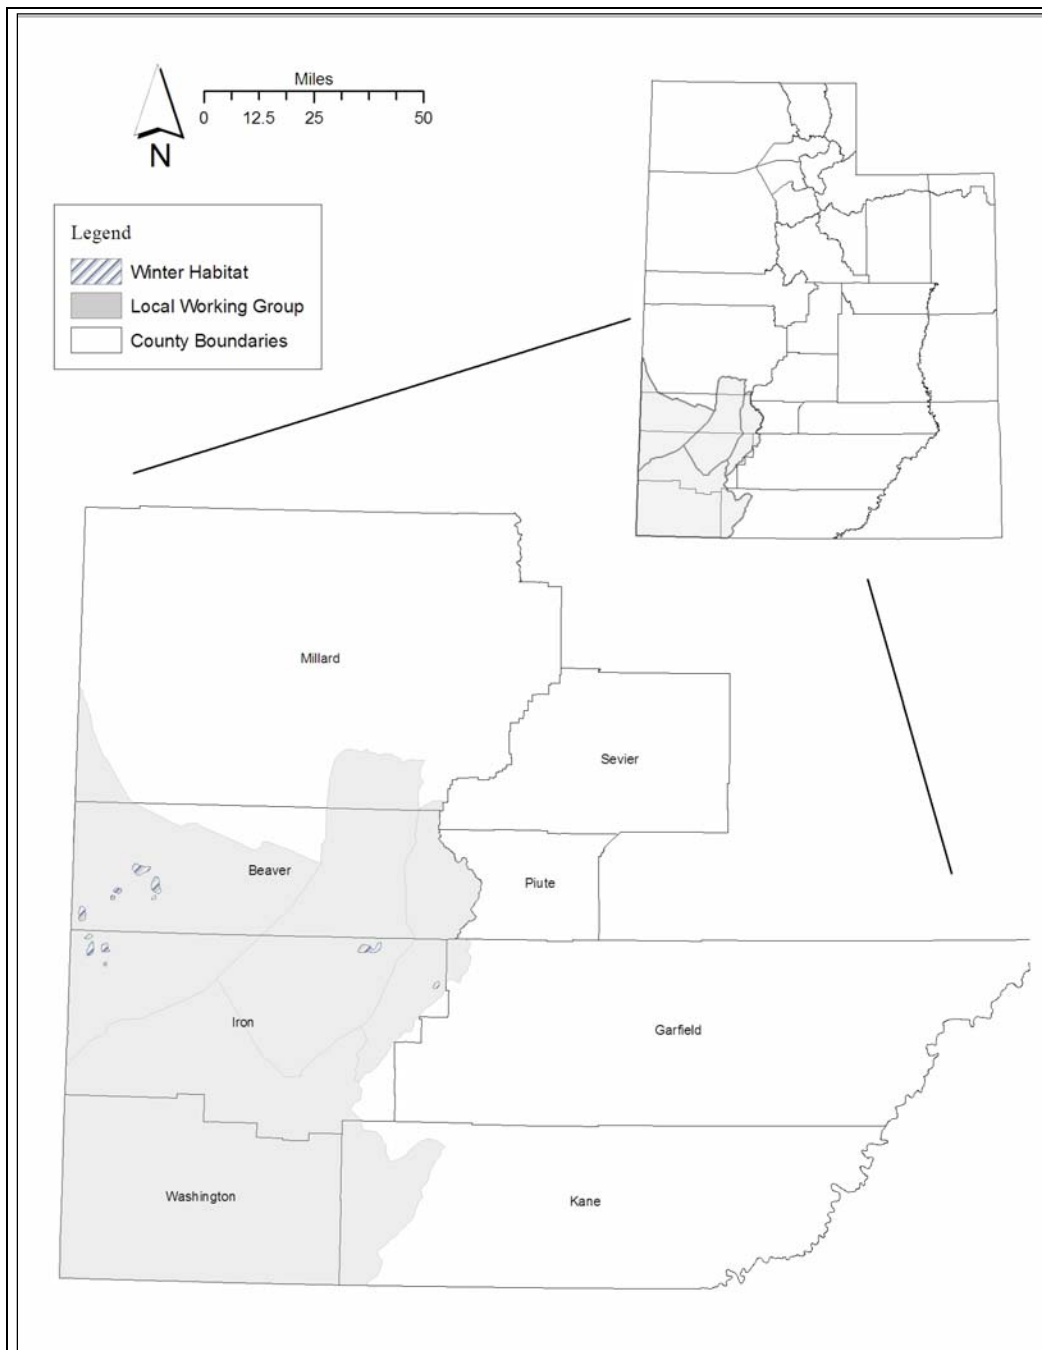 Miles
0 12.5 25 50
N
Legend
Winter Habitat
Local Working Group
County Boundaries
Millard
Sevier
Beaver
Piute
Iron
Garfield
Washington
Kane